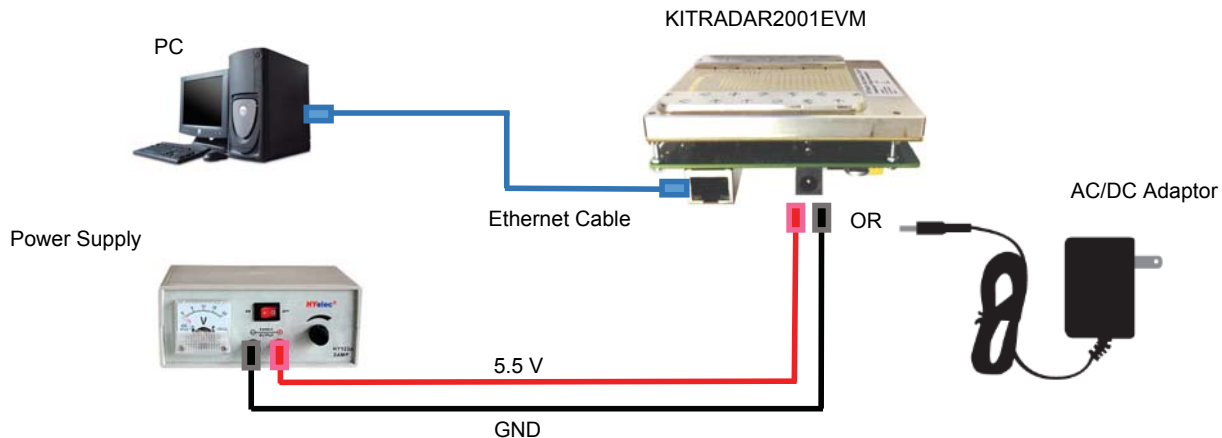 KITRADAR2001EVM
PC
Ethernet Cable
OR
AC/DC Adaptor
Power Supply
HYelec
V
5.5 V
GND